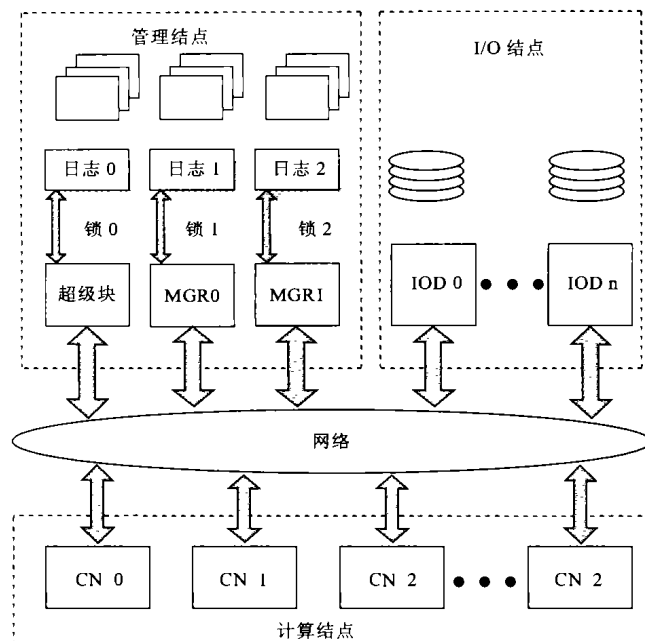 管理结点
I/O 结点
日志 0
日志 1
日志 2
锁 0
锁 1
锁 2
超级块
MGR0
MGR1
IOD 0
IOD n
网络
CN 0
CN 1
CN 2
CN 2
计算结点